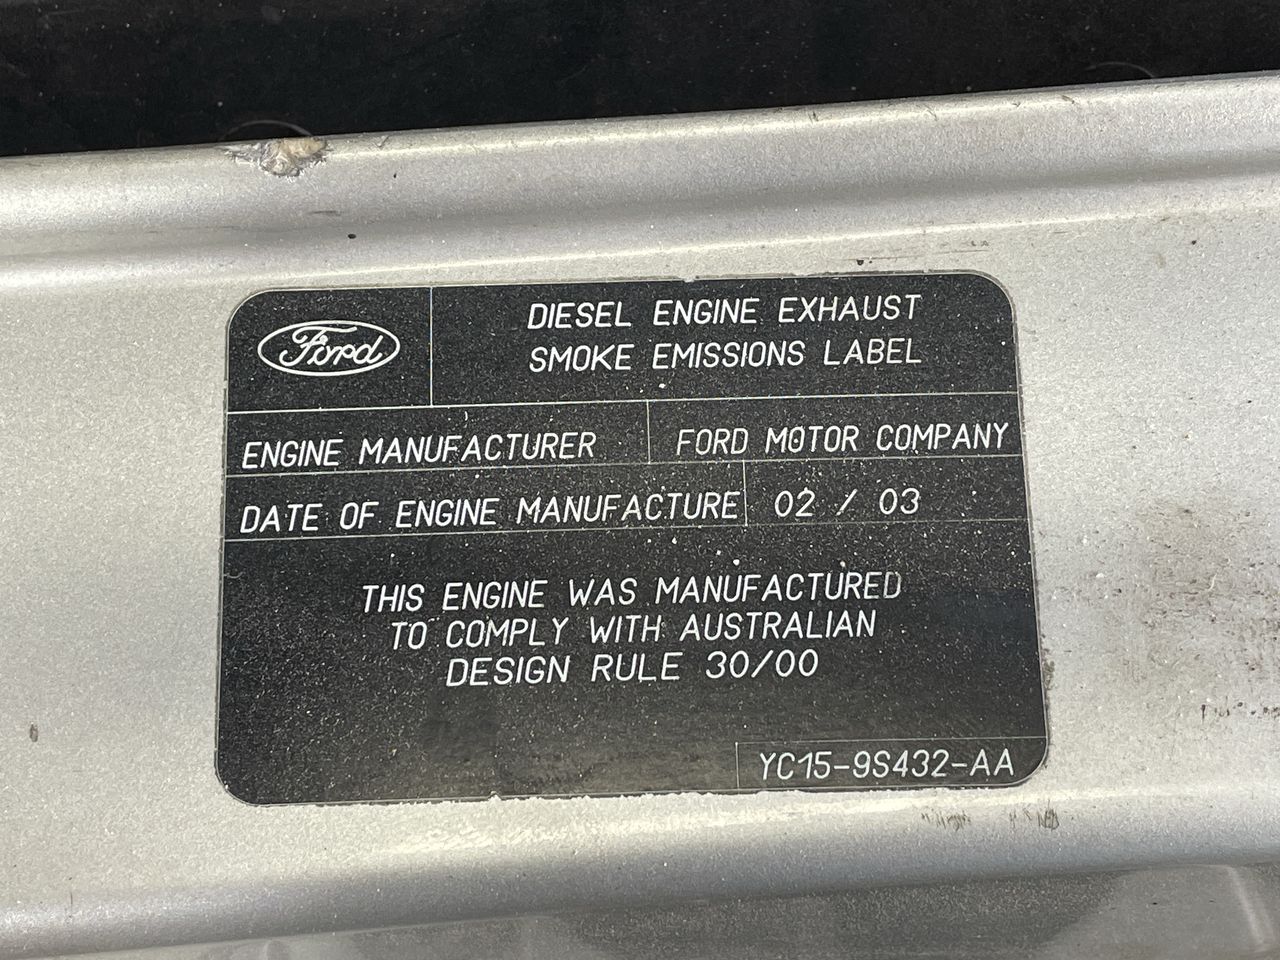 Ford
DIESEL ENGINE EXHAUST
SMOKE EMISSIONS LABEL
ENGINE MANUFACTURER FORD MOTOR COMPANY
DATE OF ENGINE MANUFACTURE 02 / 03
THIS ENGINE WAS MANUFACTURED
TO COMPLY WITH AUSTRALIAN
DESIGN RULE 30/00
YC15-9S432-AA